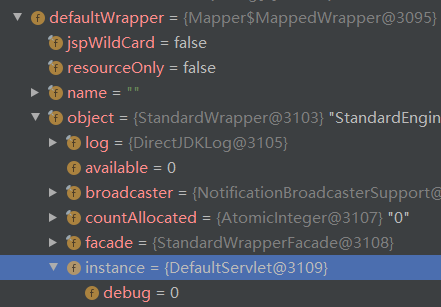 defaultWrapper = {Mapper$MappedWrapper@3095}
jspWildCard = false
resourceOnly = false
name = ""
object = {StandardWrapper@3103} "StandardEngin
log = {DirectJDKLog@3105}
available = 0
broadcaster = {NotificationBroadcasterSupport@
countAllocated = {AtomicInteger@3107} "0"
facade = {StandardWrapperFacade@3108}
instance = {DefaultServlet@3109}
debug = 0